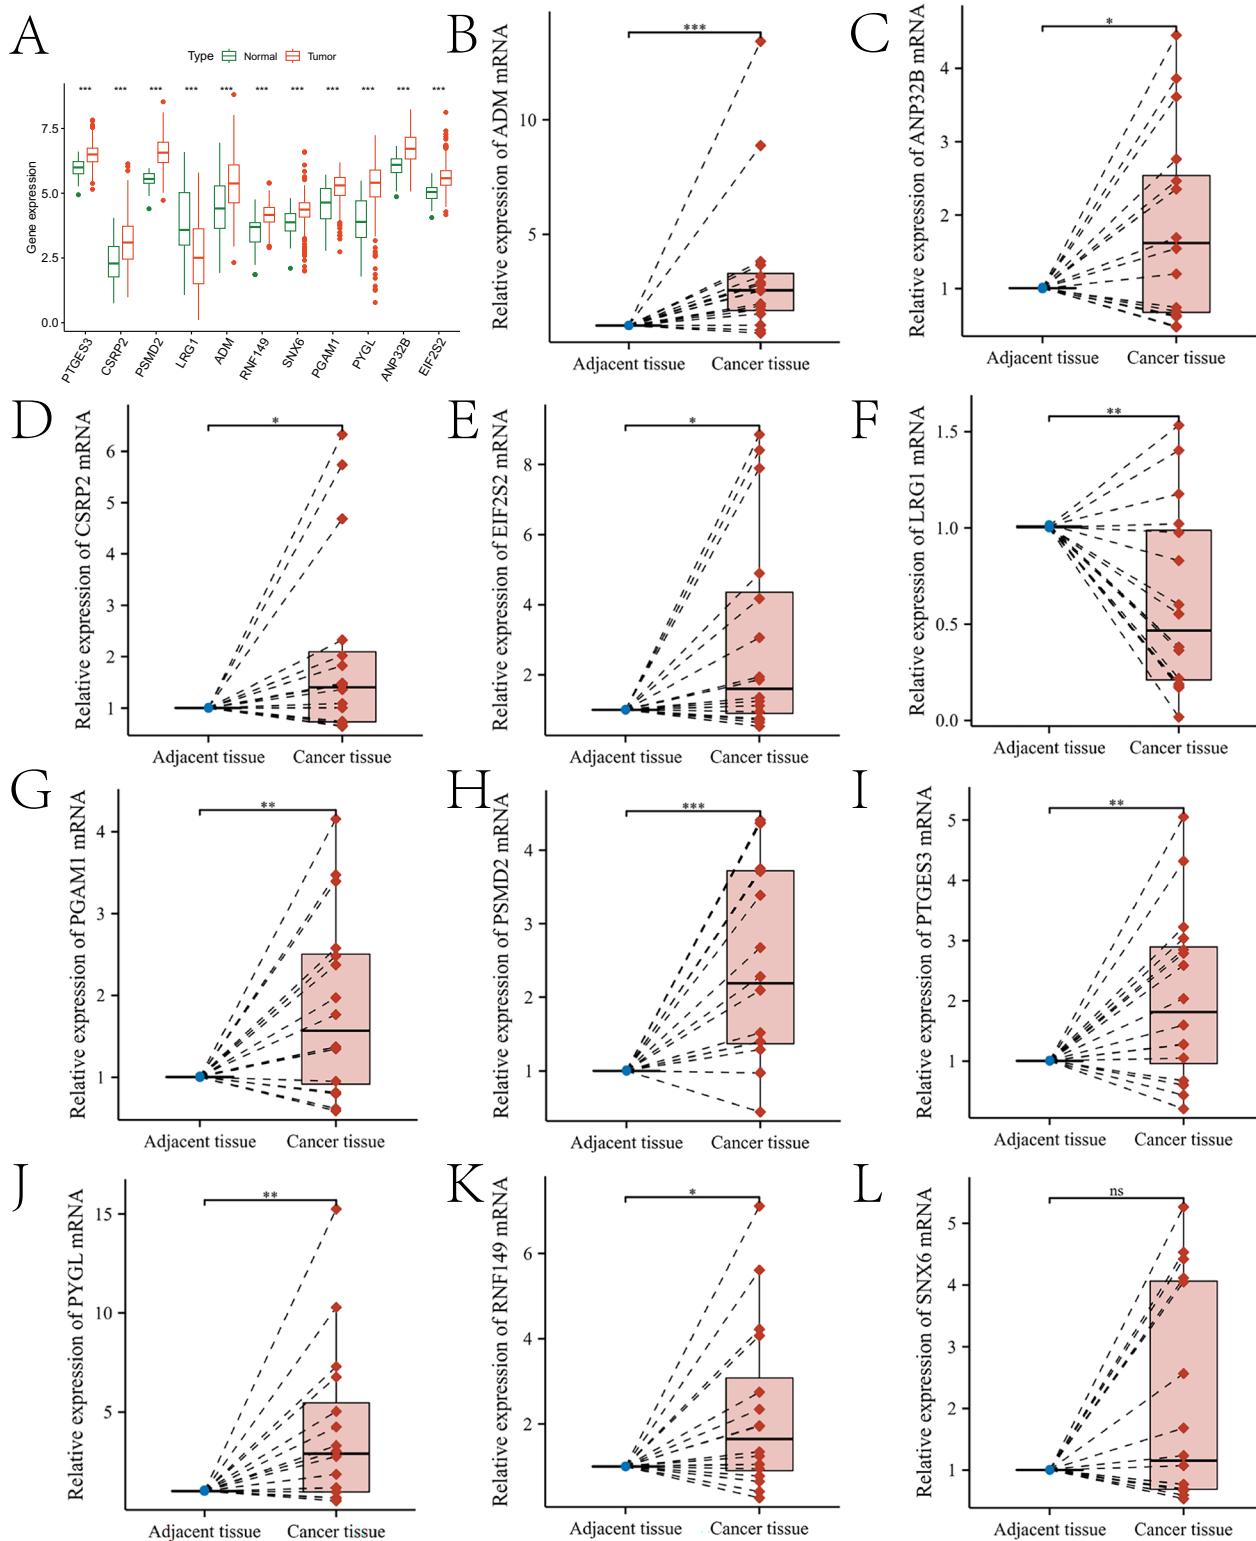 A
Type Normal Tumor
Gene expression
7.5
5.0
2.5
0.0
*** *** *** *** *** *** *** *** *** *** ***
PTGES3 CSRP2 PSMD2 LRG1 ADM RNF149 SNX6 PGAM1 PYGL ANP32B EIF2S2
B
Relative expression of ADM mRNA
***
10
5
Adjacent tissue Cancer tissue
C
Relative expression of ANP32B mRNA
*
4
3
2
1
Adjacent tissue Cancer tissue
D
Relative expression of CSRP2 mRNA
*
6
5
4
3
2
1
Adjacent tissue Cancer tissue
E
Relative expression of EIF2S2 mRNA
*
8
6
4
2
Adjacent tissue Cancer tissue
F
Relative expression of LRG1 mRNA
**
1.5
1.0
0.5
0.0
Adjacent tissue Cancer tissue
G
Relative expression of PGAM1 mRNA
**
4
3
2
1
Adjacent tissue Cancer tissue
H
Relative expression of PSMD2 mRNA
***
4
3
2
1
Adjacent tissue Cancer tissue
I
Relative expression of PTGES3 mRNA
**
5
4
3
2
1
Adjacent tissue Cancer tissue
J
Relative expression of PYGL mRNA
**
15
10
5
Adjacent tissue Cancer tissue
K
Relative expression of RNF149 mRNA
*
6
4
2
Adjacent tissue Cancer tissue
L
Relative expression of SNX6 mRNA
ns
5
4
3
2
1
Adjacent tissue Cancer tissue